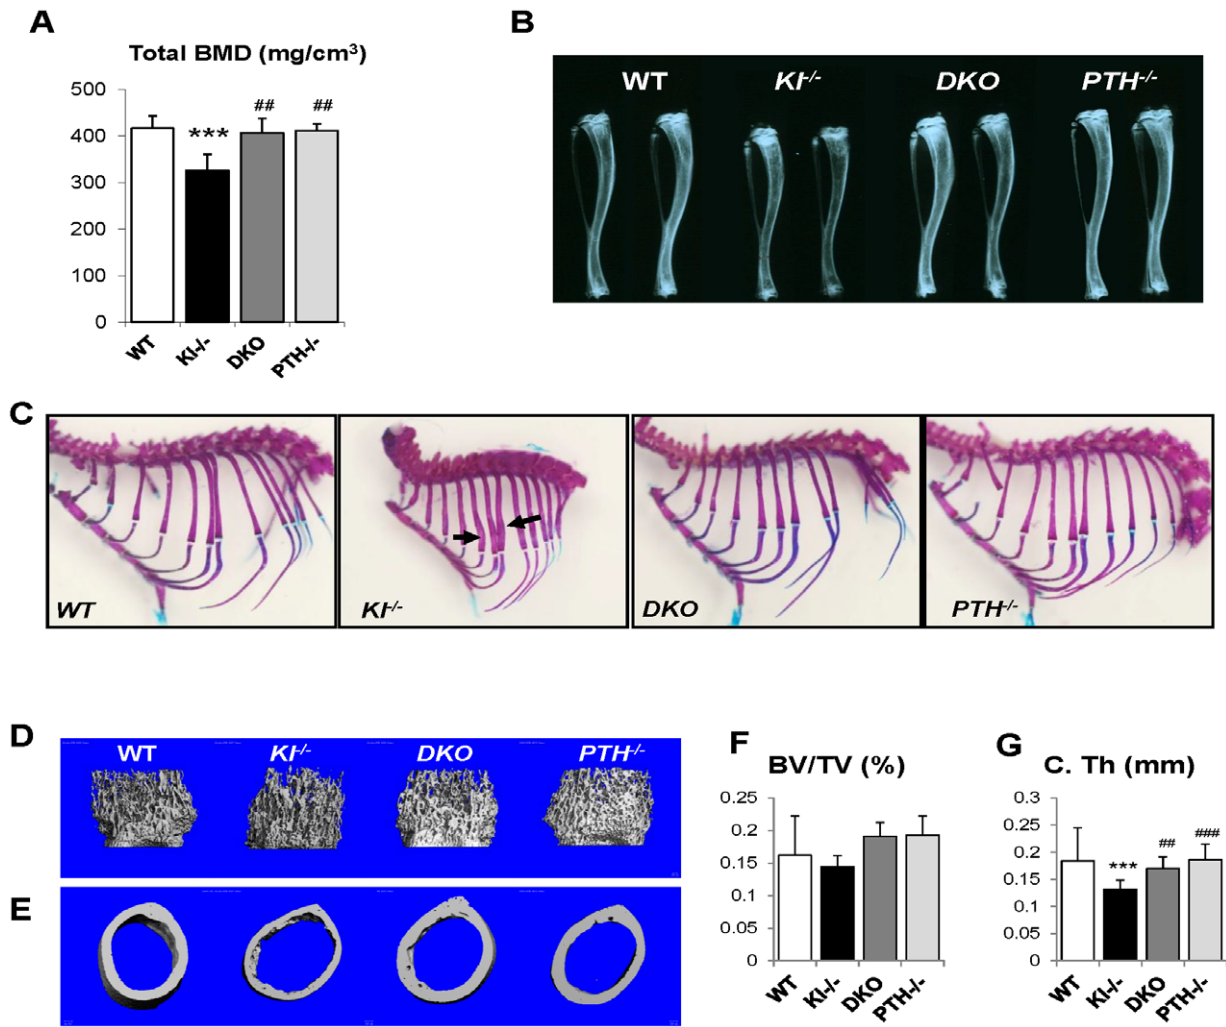 A
Total BMD (mg/cm³)
500
400
300
200
100
0
***
##
##
WT
Kl-/-
DKO
PTH-/-
B
WT
Kl-/-
DKO
PTH-/-
C
WT
Kl-/-
DKO
PTH-/-
D
WT
Kl-/-
DKO
PTH-/-
E
F
BV/TV (%)
0.25
0.2
0.15
0.1
0.05
0
WT
Kl-/-
DKO
PTH-/-
G
C. Th (mm)
0.3
0.25
0.2
0.15
0.1
0.05
0
***
##
###
WT
Kl-/-
DKO
PTH-/-